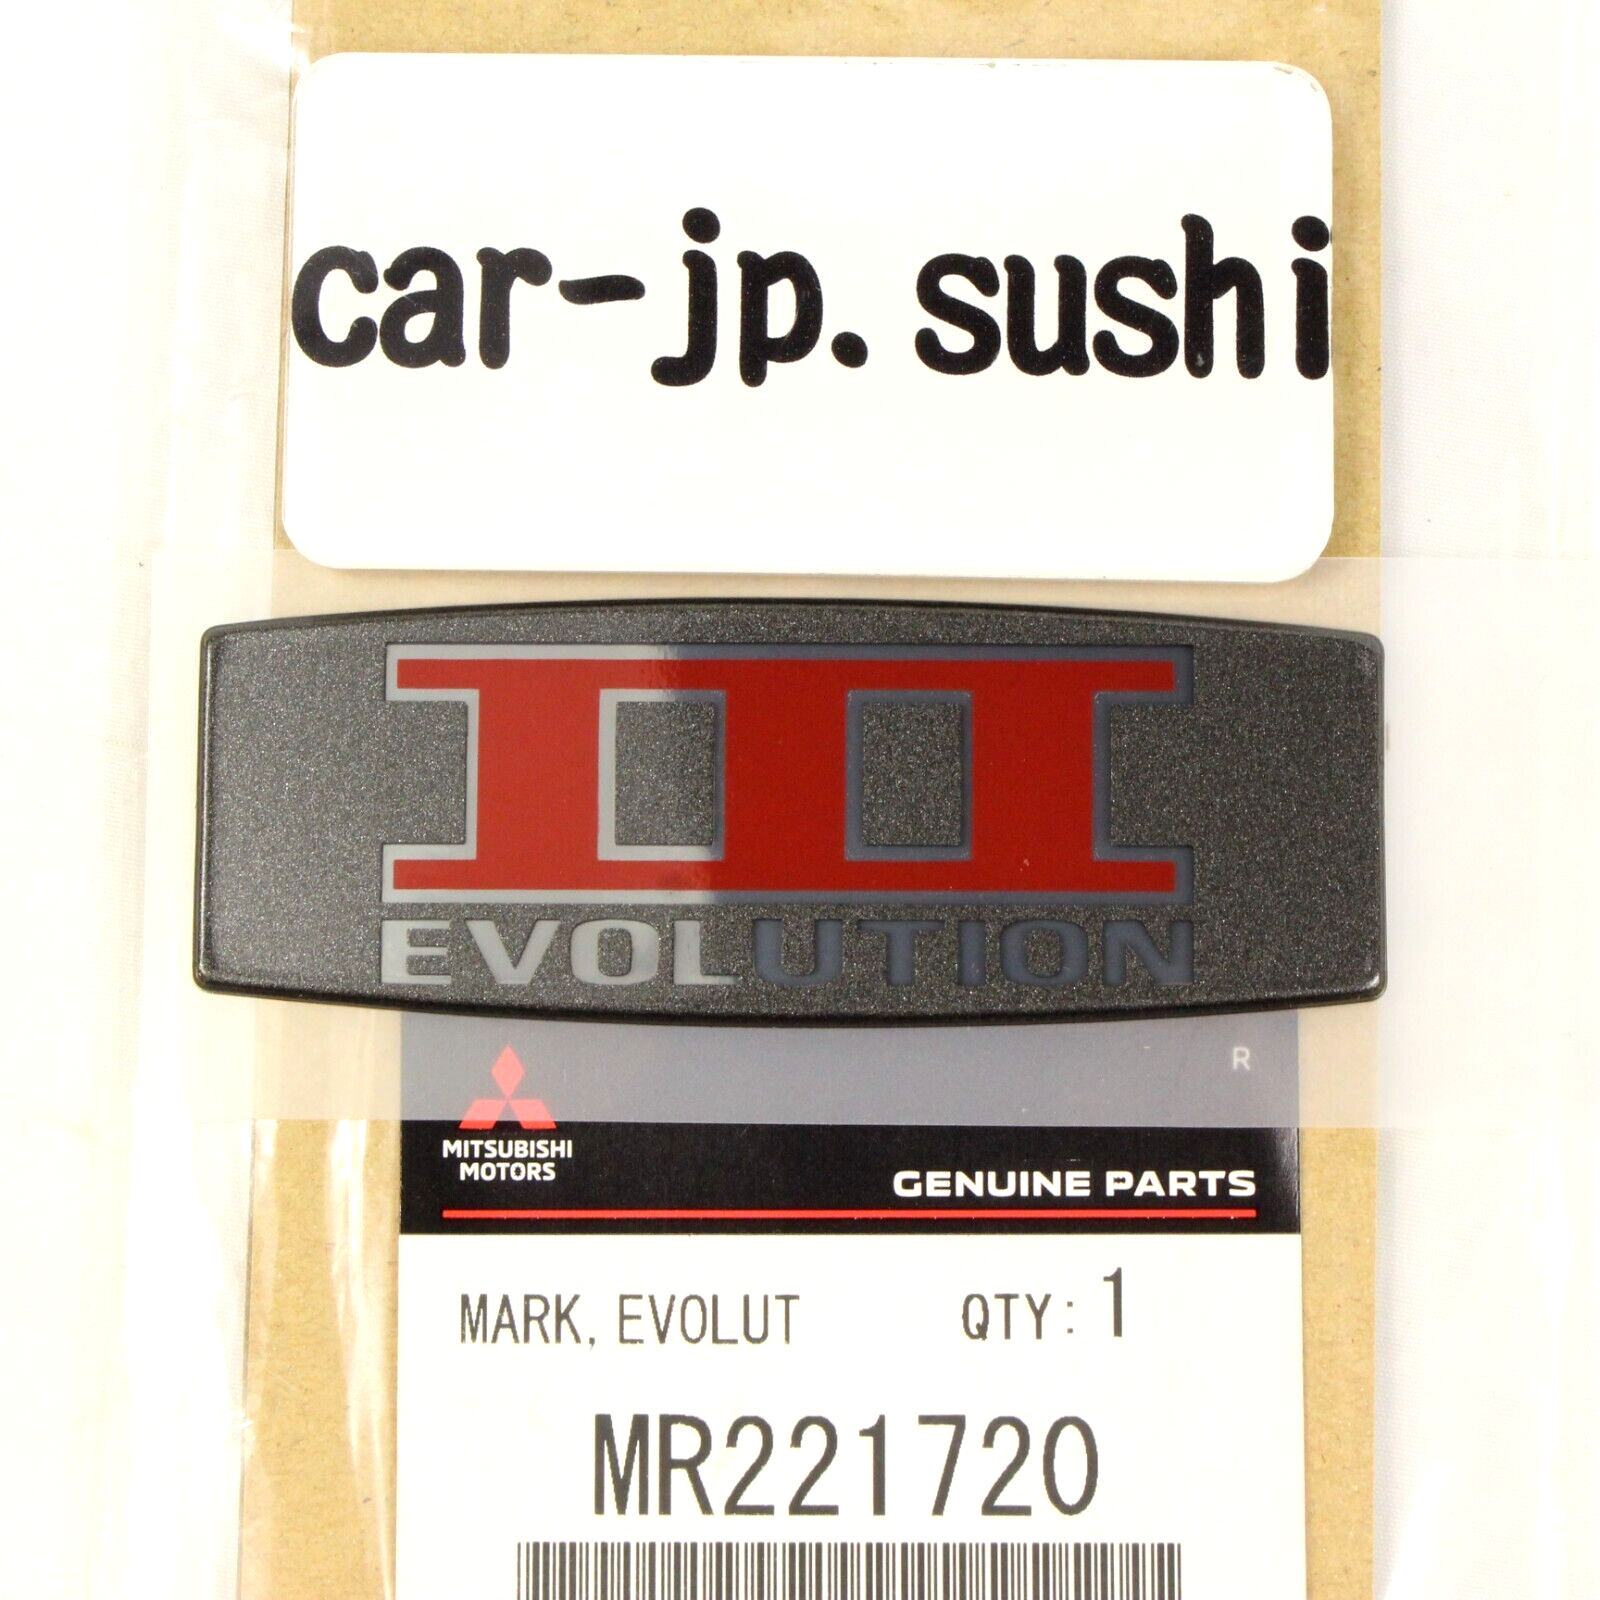 car-jp.sushi
III
EVOLUTION
R
MITSUBISHI
MOTORS
GENUINE PARTS
MARK, EVOLUT QTY: 1
MR221720